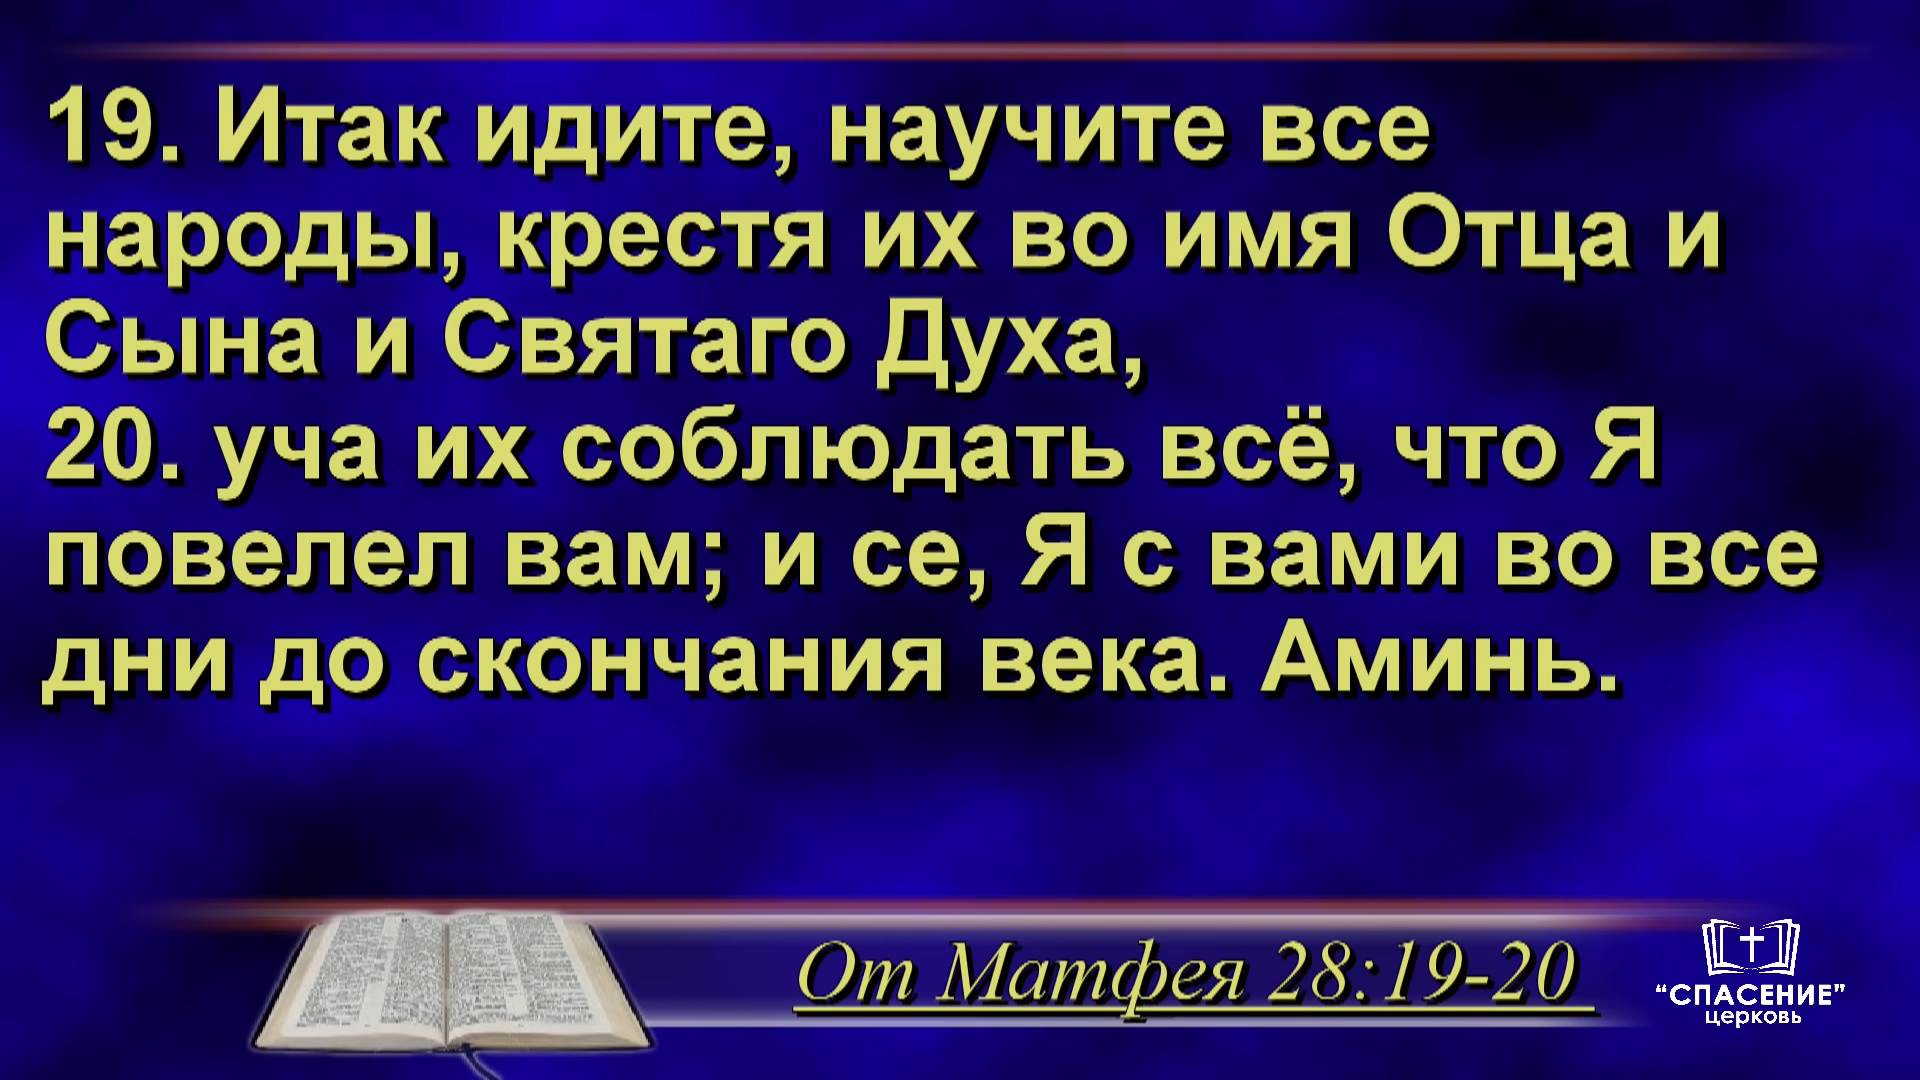 19. Итак идите, научите все
народы, крестя их во имя Отца и
Сына и Святаго Духа,
20. уча их соблюдать всё, что Я
повелел вам; и се, Я с вами во все
дни до скончания века. Аминь.
От Матфея 28:19-20
“СПАСЕНИЕ”
церковь